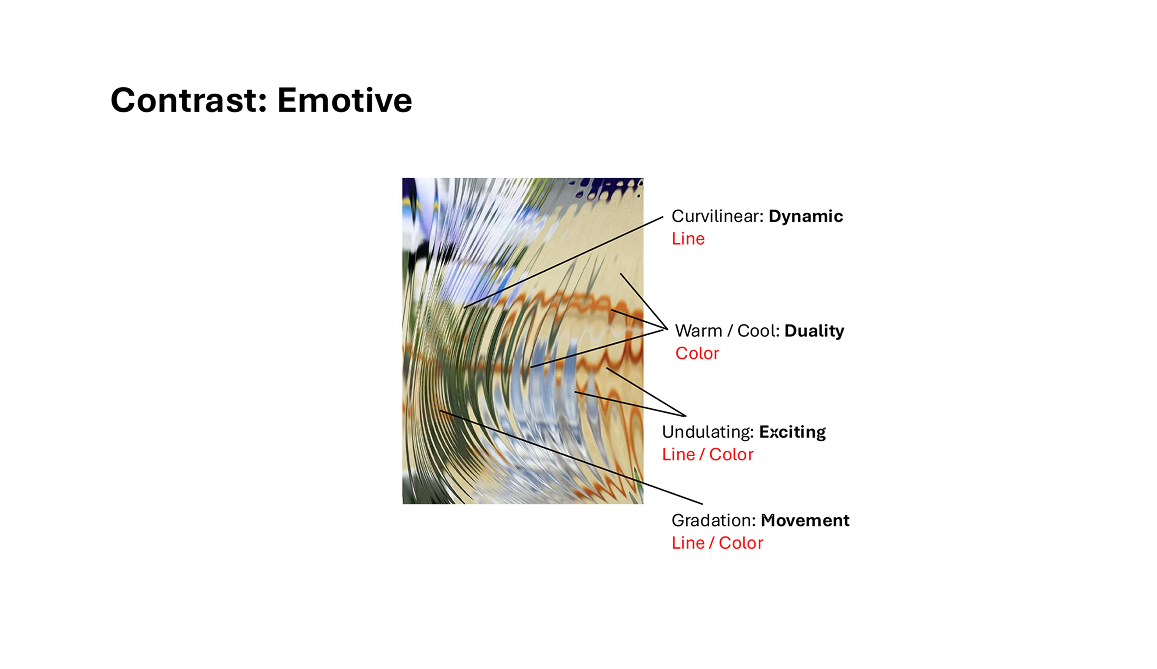 Contrast: Emotive
Curvilinear: Dynamic
Line
Warm / Cool: Duality
Color
Undulating: Exciting
Line / Color
Gradation: Movement
Line / Color